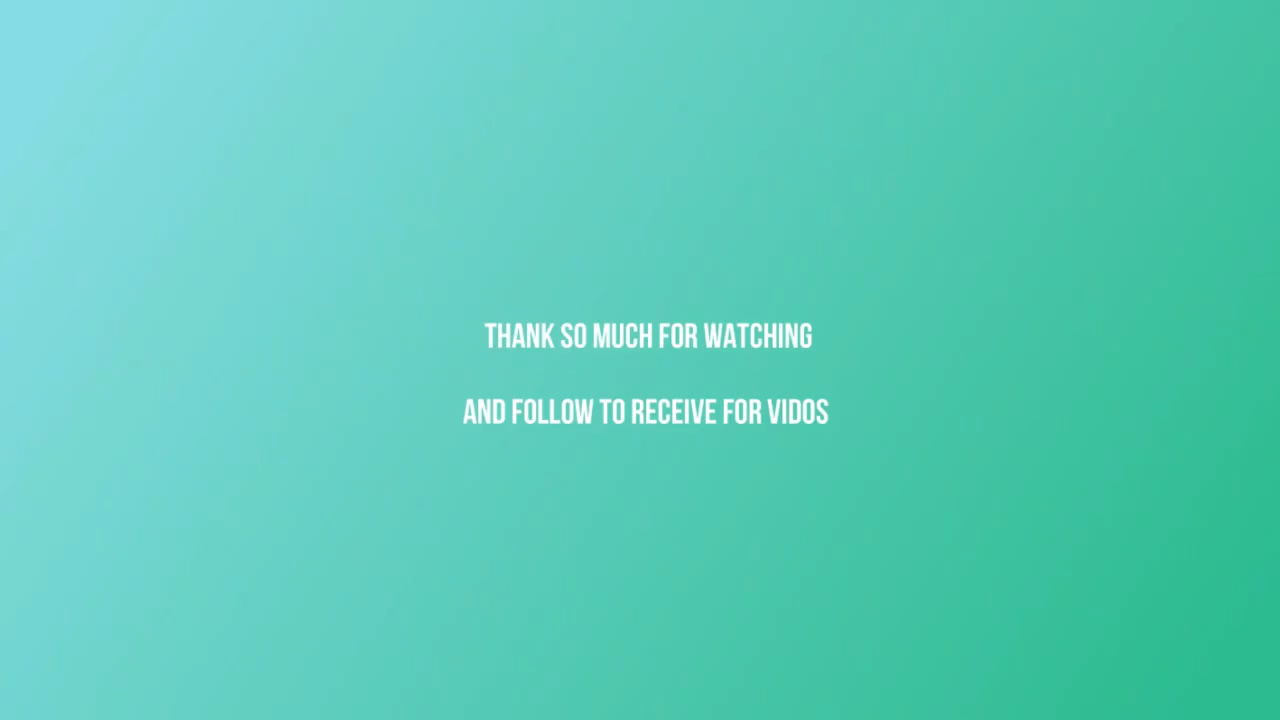 THANK SO MUCH FOR WATCHING
AND FOLLOW TO RECEIVE FOR VIDOS